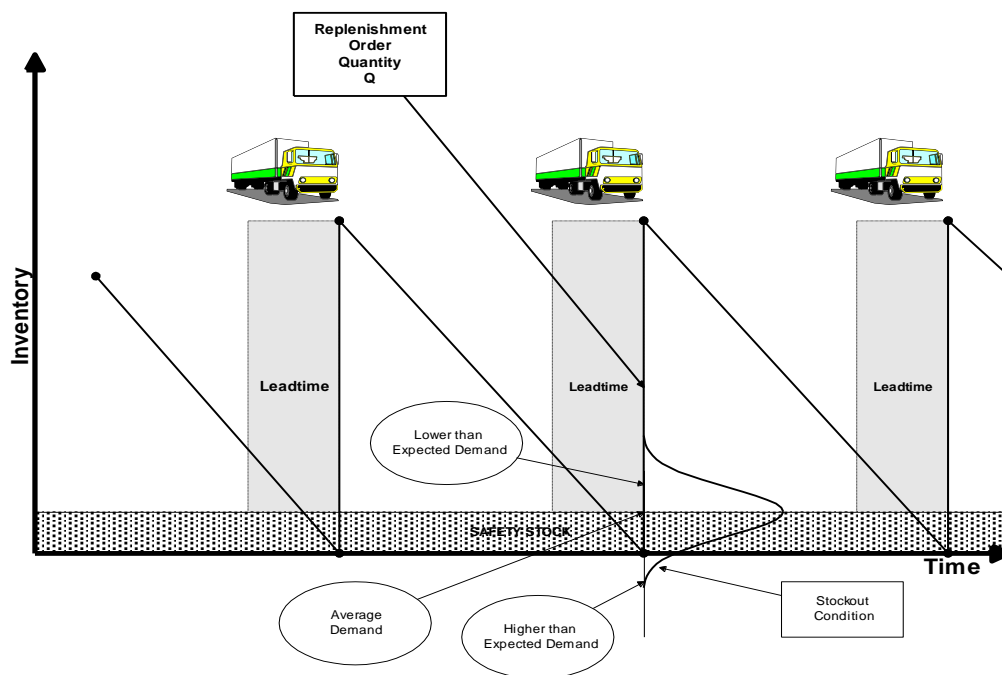 Replenishment
Order
Quantity
Q
Inventory
Leadtime
Leadtime
Leadtime
Lower than
Expected Demand
SAFETY STOCK
Time
Average
Demand
Higher than
Expected Demand
Stockout
Condition